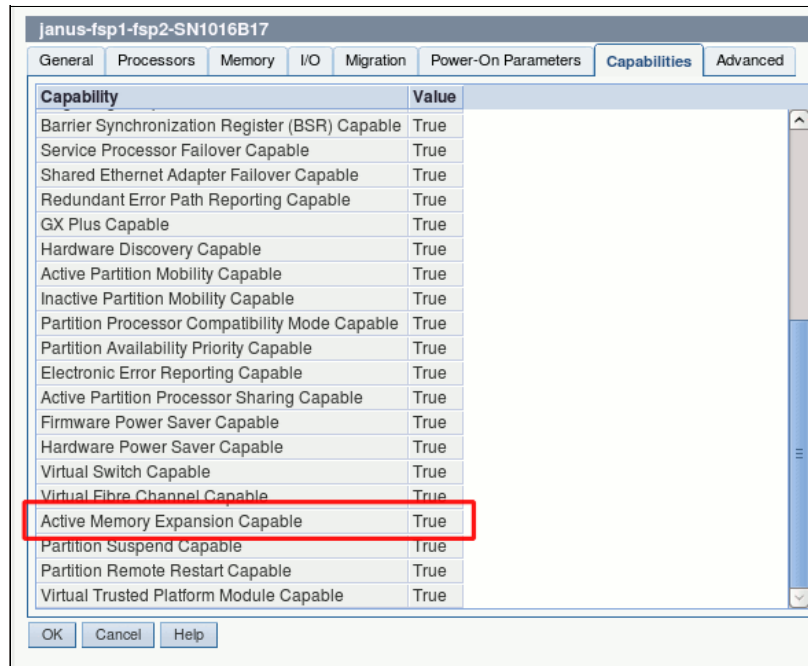 janus-fsp1-fsp2-SN1016B17
General Processors Memory I/O Migration Power-On Parameters Capabilities Advanced
Capability Value
Barrier Synchronization Register (BSR) Capable True
Service Processor Failover Capable True
Shared Ethernet Adapter Failover Capable True
Redundant Error Path Reporting Capable True
GX Plus Capable True
Hardware Discovery Capable True
Active Partition Mobility Capable True
Inactive Partition Mobility Capable True
Partition Processor Compatibility Mode Capable True
Partition Availability Priority Capable True
Electronic Error Reporting Capable True
Active Partition Processor Sharing Capable True
Firmware Power Saver Capable True
Hardware Power Saver Capable True
Virtual Switch Capable True
Virtual Fibre Channel Capable True
Active Memory Expansion Capable True
Partition Suspend Capable True
Partition Remote Restart Capable True
Virtual Trusted Platform Module Capable True
OK Cancel Help